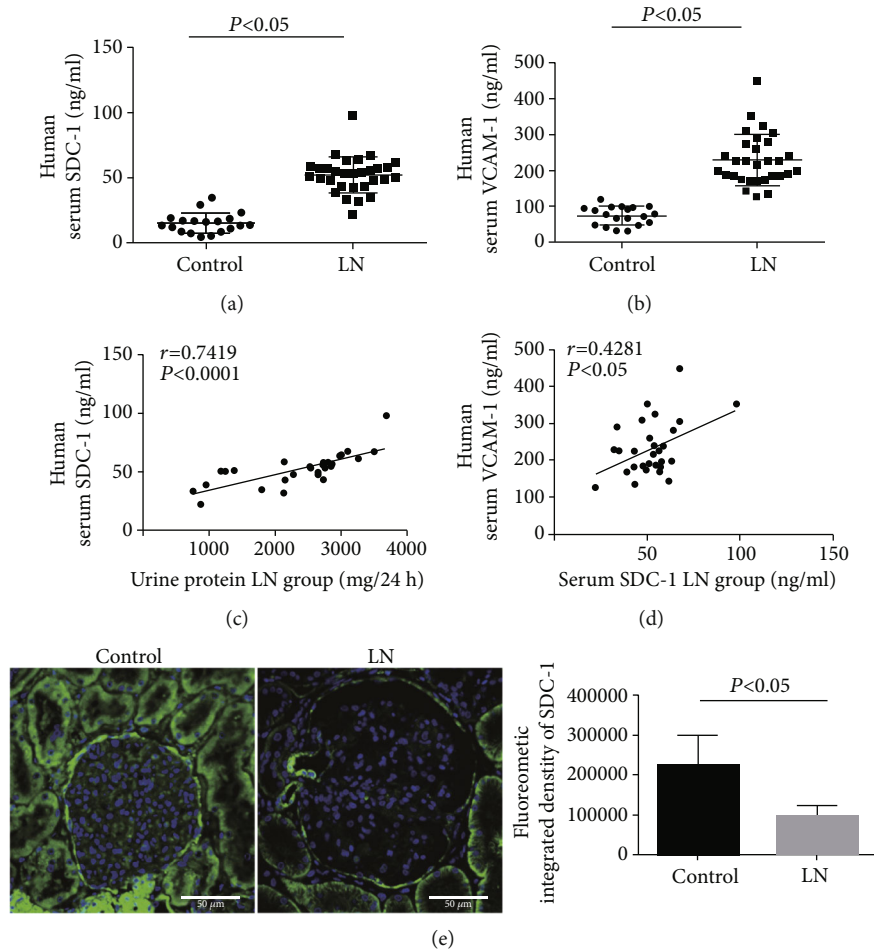 P<0.05
Human
serum SDC-1 (ng/ml)
150
100
50
0
Control
LN
(a)
P<0.05
Human
serum VCAM-1 (ng/ml)
500
400
300
200
100
0
Control
LN
(b)
r=0.7419
P<0.0001
Human
serum SDC-1 (ng/ml)
150
100
50
0
1000
2000
3000
4000
Urine protein LN group (mg/24 h)
(c)
r=0.4281
P<0.05
Human
serum VCAM-1 (ng/ml)
500
400
300
200
100
0
50
100
150
Serum SDC-1 LN group (ng/ml)
(d)
Control
50 μm
LN
50 μm
P<0.05
Fluoreometic
integrated denstity of SDC-1
400000
300000
200000
100000
0
Control
LN
(e)